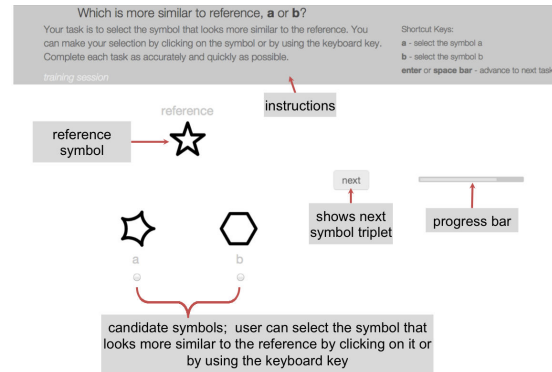 Which is more similar to reference, a or b?
Your task is to select the symbol that looks more similar to the reference. You
can make your selection by clicking on the symbol or by using the keyboard key.
Complete each task as accurately and quickly as possible.
training session
Shortcut Keys:
a - select the symbol a
b - select the symbol b
enter or space bar - advance to next task
instructions
reference
reference
symbol
next
shows next
symbol triplet
progress bar
a
b
candidate symbols; user can select the symbol that
looks more similar to the reference by clicking on it or
by using the keyboard key